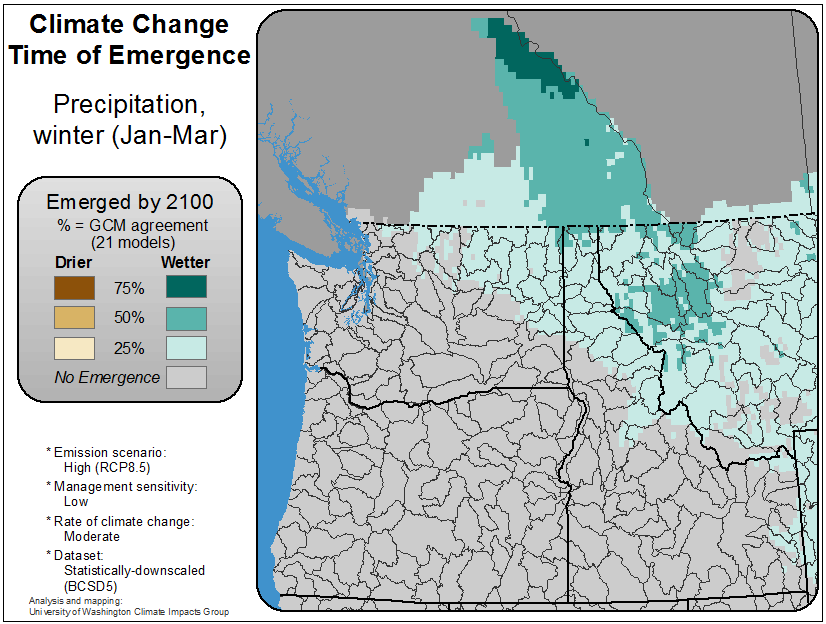 Climate Change
Time of Emergence
Precipitation,
winter (Jan-Mar)
Emerged by 2100
% = GCM agreement
(21 models)
Drier Wetter
75%
50%
25%
No Emergence
* Emission scenario:
High (RCP8.5)
* Management sensitivity:
Low
* Rate of climate change:
Moderate
* Dataset:
Statistically-downscaled
(BCSD5)
Analysis and mapping:
University of Washington Climate Impacts Group